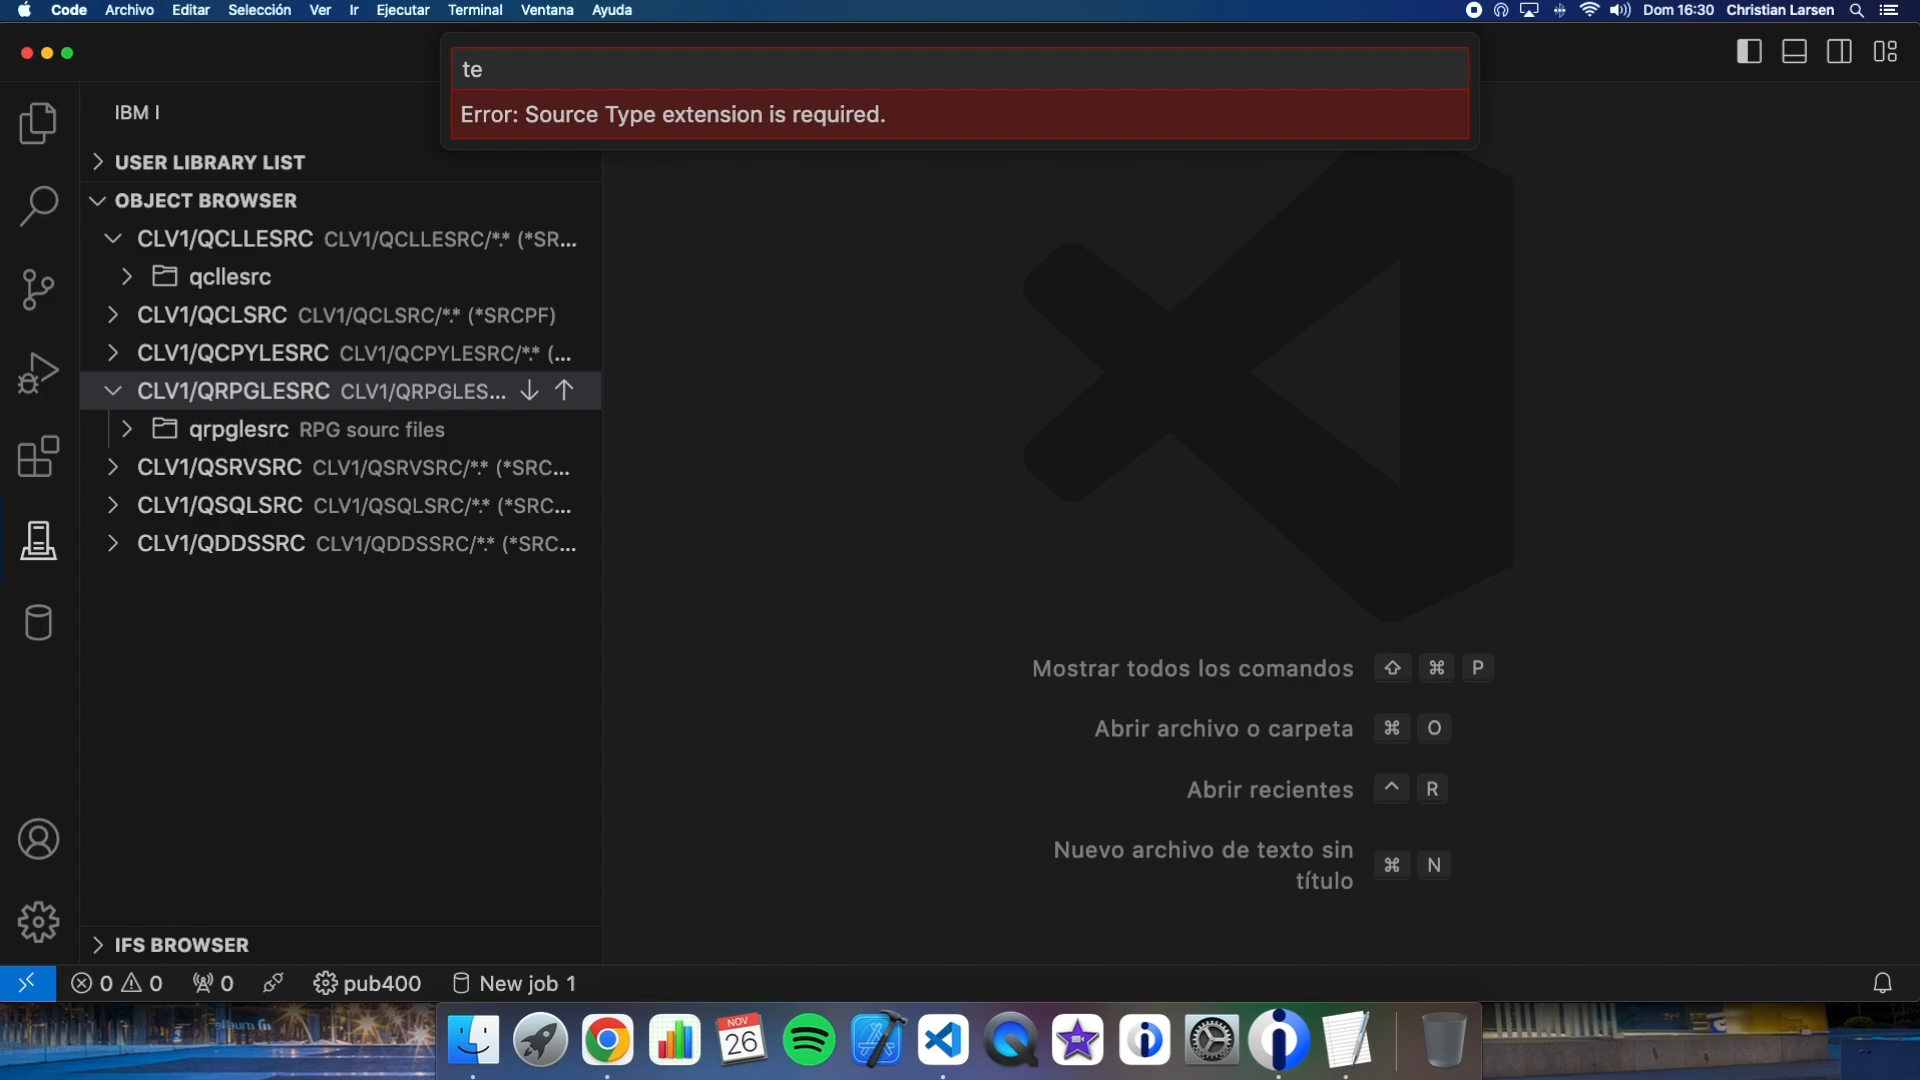 Code Archivo Editar Selección Ver Ir Ejecutar Terminal Ventana Ayuda Dom 16:30 Christian Larsen
te
Error: Source Type extension is required.
IBM I
USER LIBRARY LIST
OBJECT BROWSER
CLV1/QCLLESRC CLV1/QCLLESRC/*.* (*SR...
qcllesrc
CLV1/QCLSRC CLV1/QCLSRC/*.* (*SRCPF)
CLV1/QCPYLESRC CLV1/QCPYLESRC/*.* (...
CLV1/QRPGLESRC CLV1/QRPGLES...
qrpglesrc RPG sourc files
CLV1/QSRVSRC CLV1/QSRVSRC/*.* (*SRC...
CLV1/QSQLSRC CLV1/QSQLSRC/*.* (*SRC...
CLV1/QDDSSRC CLV1/QDDSSRC/*.* (*SRC...
Mostrar todos los comandos ⇧ ⌘ P
Abrir archivo o carpeta ⌘ O
Abrir recientes ^ R
Nuevo archivo de texto sin
título ⌘ N
IFS BROWSER
0 0 0 pub400 New job 1
NOV
26